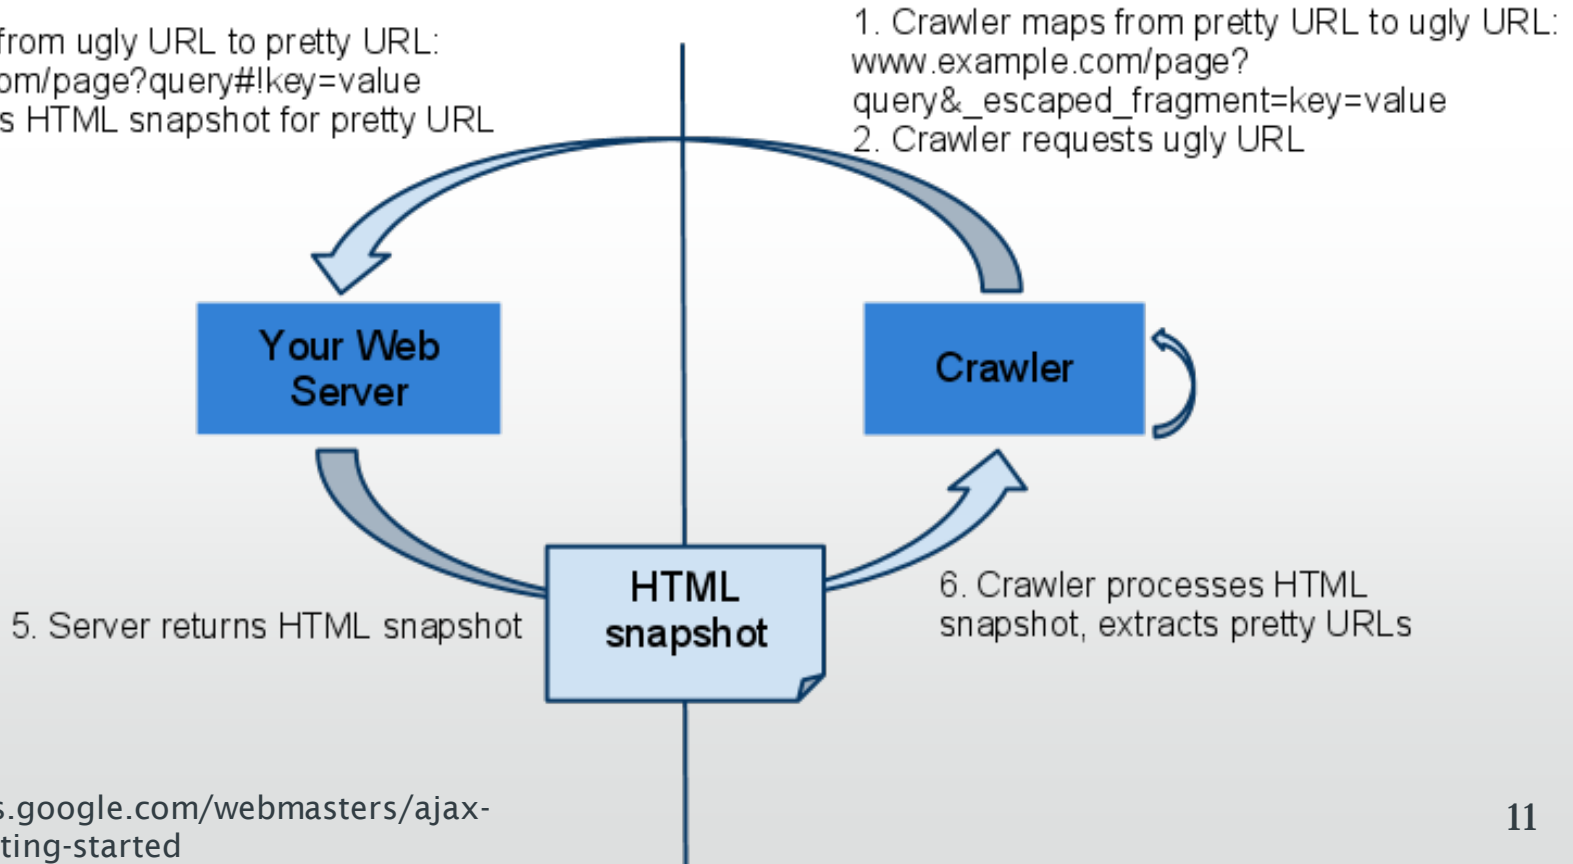 from ugly URL to pretty URL:
om/page?query#!key=value
s HTML snapshot for pretty URL
1. Crawler maps from pretty URL to ugly URL:
www.example.com/page?
query&_escaped_fragment=key=value
2. Crawler requests ugly URL
Your Web
Server
Crawler
HTML
snapshot
5. Server returns HTML snapshot
6. Crawler processes HTML
snapshot, extracts pretty URLs
s.google.com/webmasters/ajax-
ting-started
11